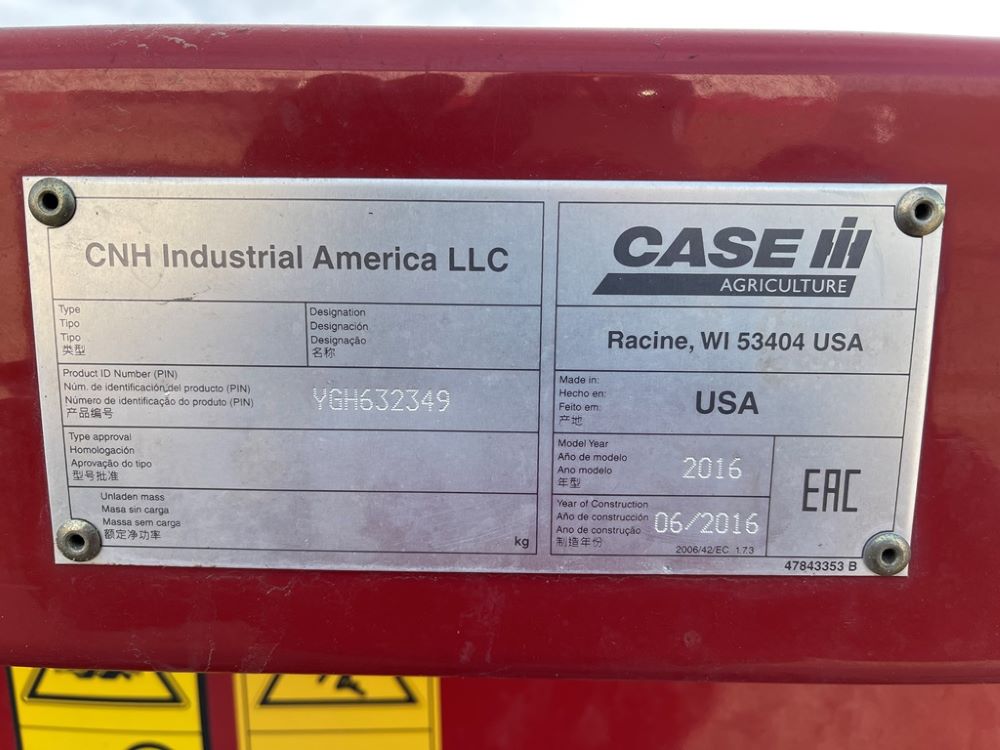 CNH Industrial America LLC
Type
Tipo
Tipo
类型
Designation
Designación
Designação
名称
Product ID Number (PIN)
Núm. de identificación del producto (PIN)
Número de identificação do produto (PIN)
产品编号
YGH632349
Type approval
Homologación
Aprovação do tipo
型号批准
Unladen mass
Masa sin carga
Massa sem carga
额定净功率
kg
CASE IH
AGRICULTURE
Racine, WI 53404 USA
Made in:
Hecho en:
Feito em:
产地
USA
Model Year
Año de modelo
Ano modelo
年型
2016
Year of Construction
Año de construcción
Ano de construção
制造年份
06/2016
2006/42/EC 1.7.3
EAC
47843353 B